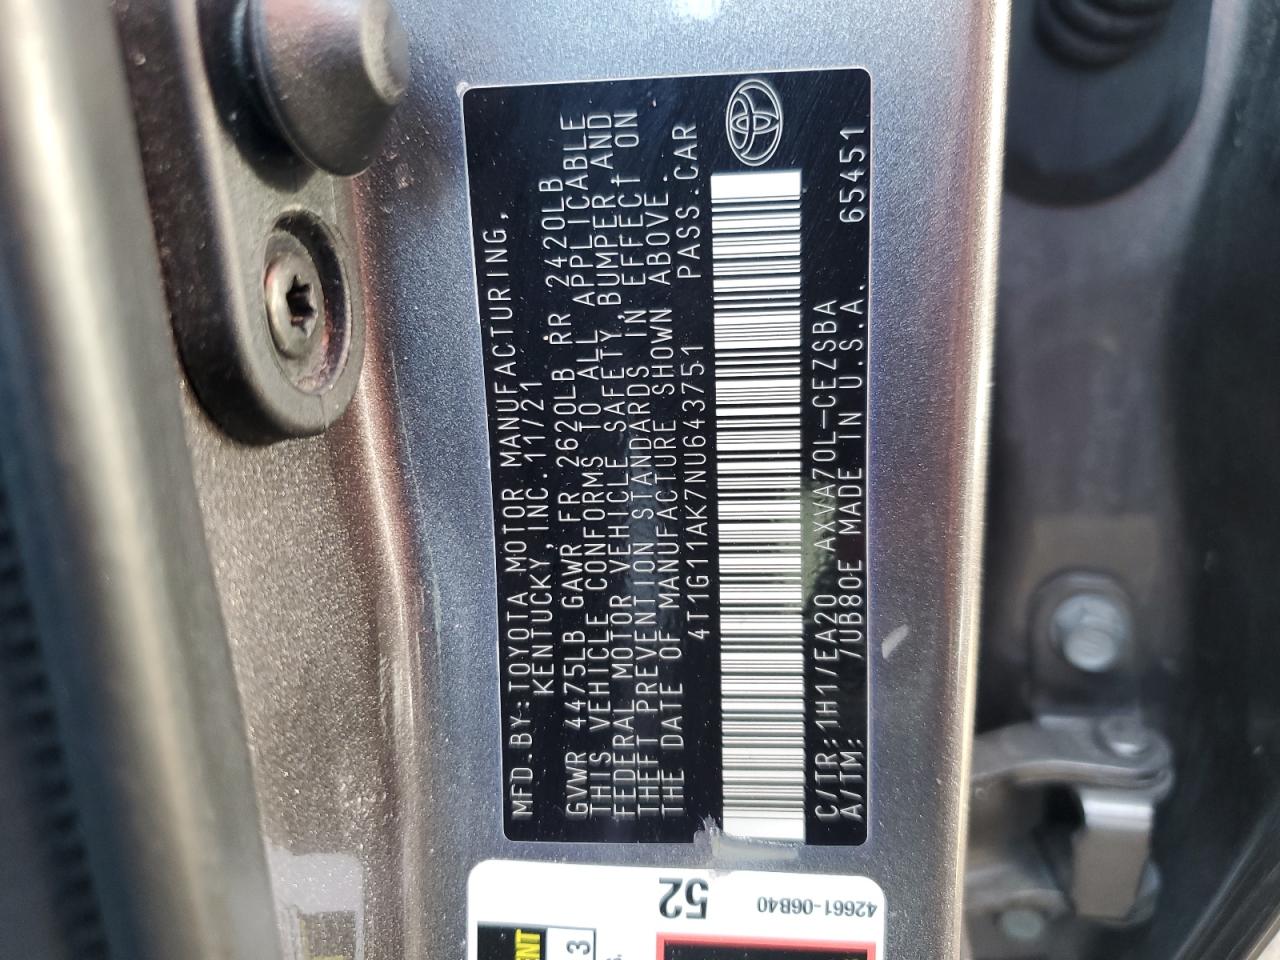 MFD.BY:TOYOTA MOTOR MANUFACTURING,
KENTUCKY, INC. 11/21
GVWR 4475LB GAWR FR 2620LB RR 2420LB
THIS VEHICLE CONFORMS TO ALL APPLICABLE
FEDERAL MOTOR VEHICLE SAFETY, BUMPER AND
THEFT PREVENTION STANDARDS IN EFFECT ON
THE DATE OF MANUFACTURE SHOWN ABOVE.
4T1G11AK7NU643751 PASS.CAR
C/TR:1H1/EA20 AXVA70L-CEZSBA
A/TM: /UB80E MADE IN U.S.A. 65451
52
42661-06B40
3